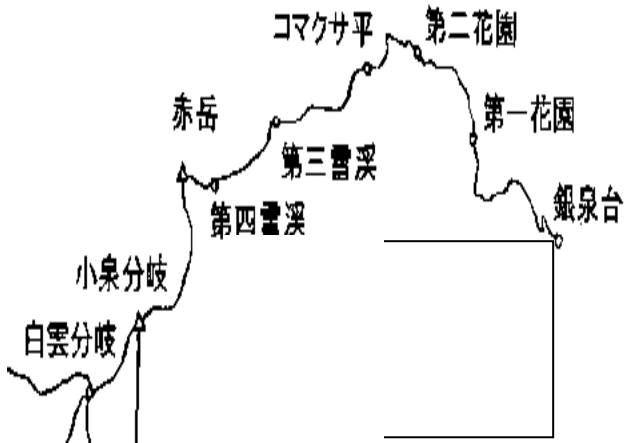 コマクサ平
第二花園
赤岳
第一花園
第三雪渓
銀泉台
第四雪渓
小泉分岐
白雲分岐